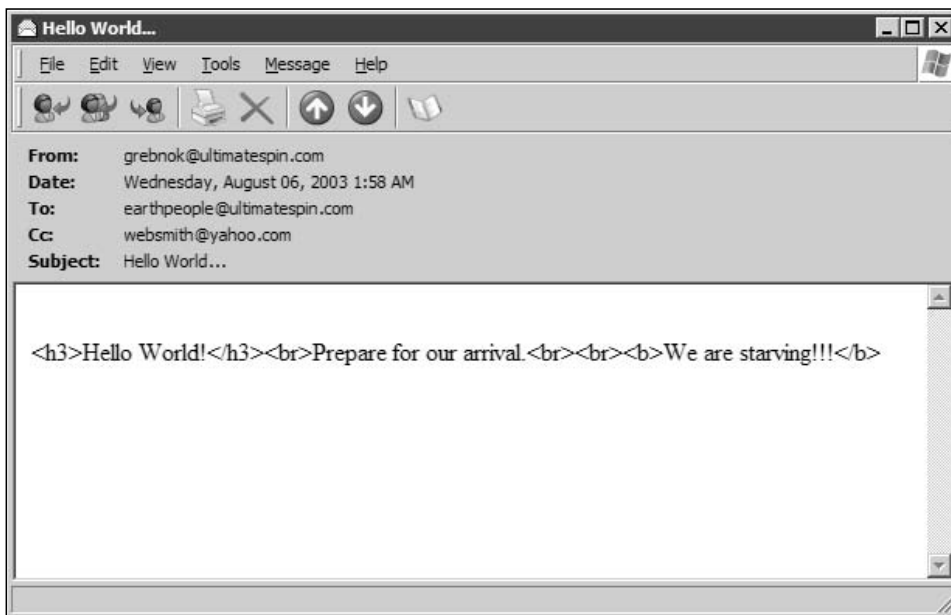 Hello World...
File Edit View Tools Message Help
From: grebnok@ultimatespin.com
Date: Wednesday, August 06, 2003 1:58 AM
To: earthpeople@ultimatespin.com
Cc: websmith@yahoo.com
Subject: Hello World...
<h3>Hello World!</h3><br>Prepare for our arrival.<br><br><b>We are starving!!!</b>